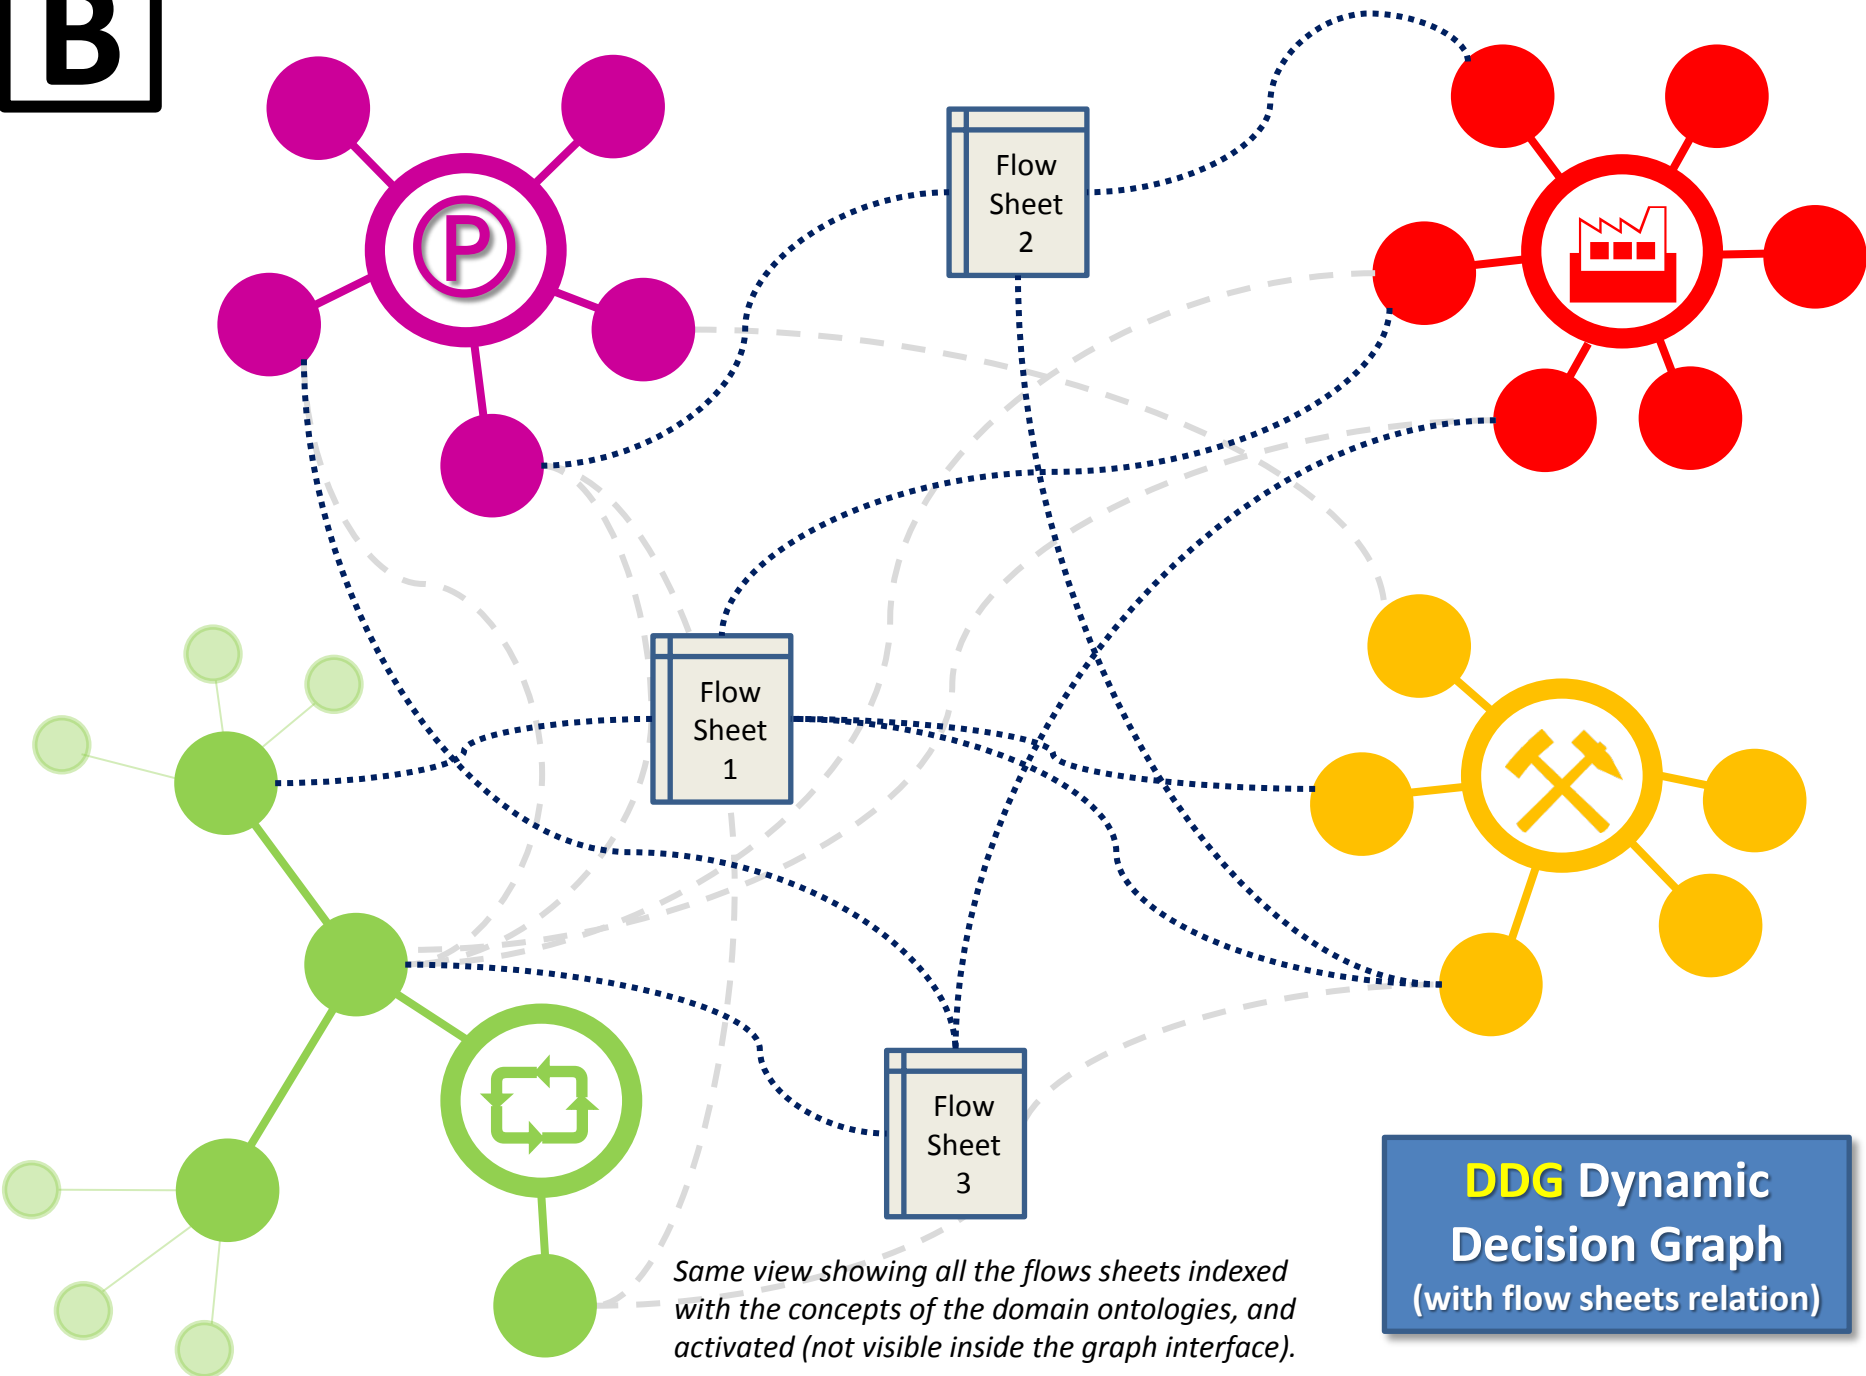 B
P
Flow
Sheet
2
Flow
Sheet
1
Flow
Sheet
3
Same view showing all the flows sheets indexed
with the concepts of the domain ontologies, and
activated (not visible inside the graph interface).
DDG Dynamic
Decision Graph
(with flow sheets relation)